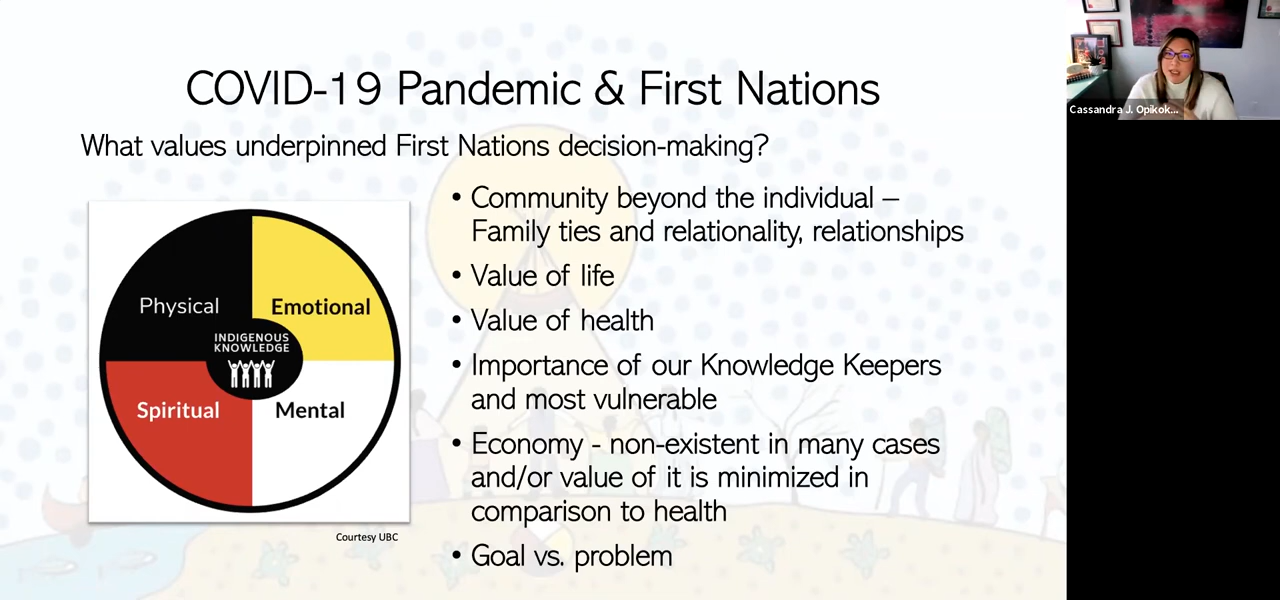 COVID-19 Pandemic & First Nations
What values underpinned First Nations decision-making?
• Community beyond the individual –
Family ties and relationality, relationships
• Value of life
• Value of health
• Importance of our Knowledge Keepers
and most vulnerable
• Economy - non-existent in many cases
and/or value of it is minimized in
comparison to health
• Goal vs. problem
Physical
Emotional
INDIGENOUS
KNOWLEDGE
Spiritual
Mental
Courtesy UBC
Cassandra J. Opikok...